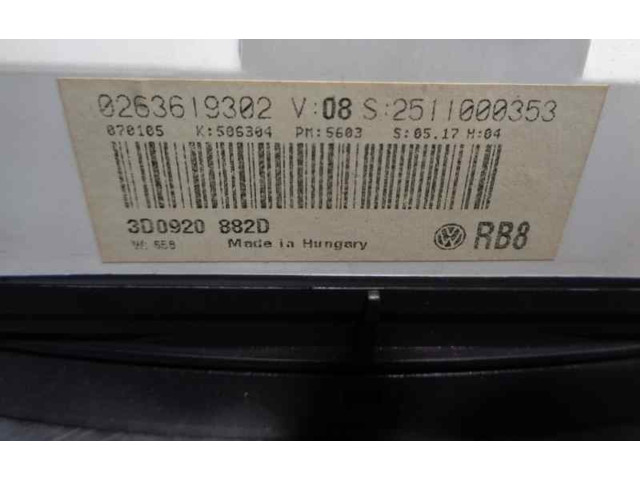 0263619302 V:08 S:2511000353
070105 K:506304 PM:5603 S:05.17 H:04
3D0920 882D RB8
Made in Hungary